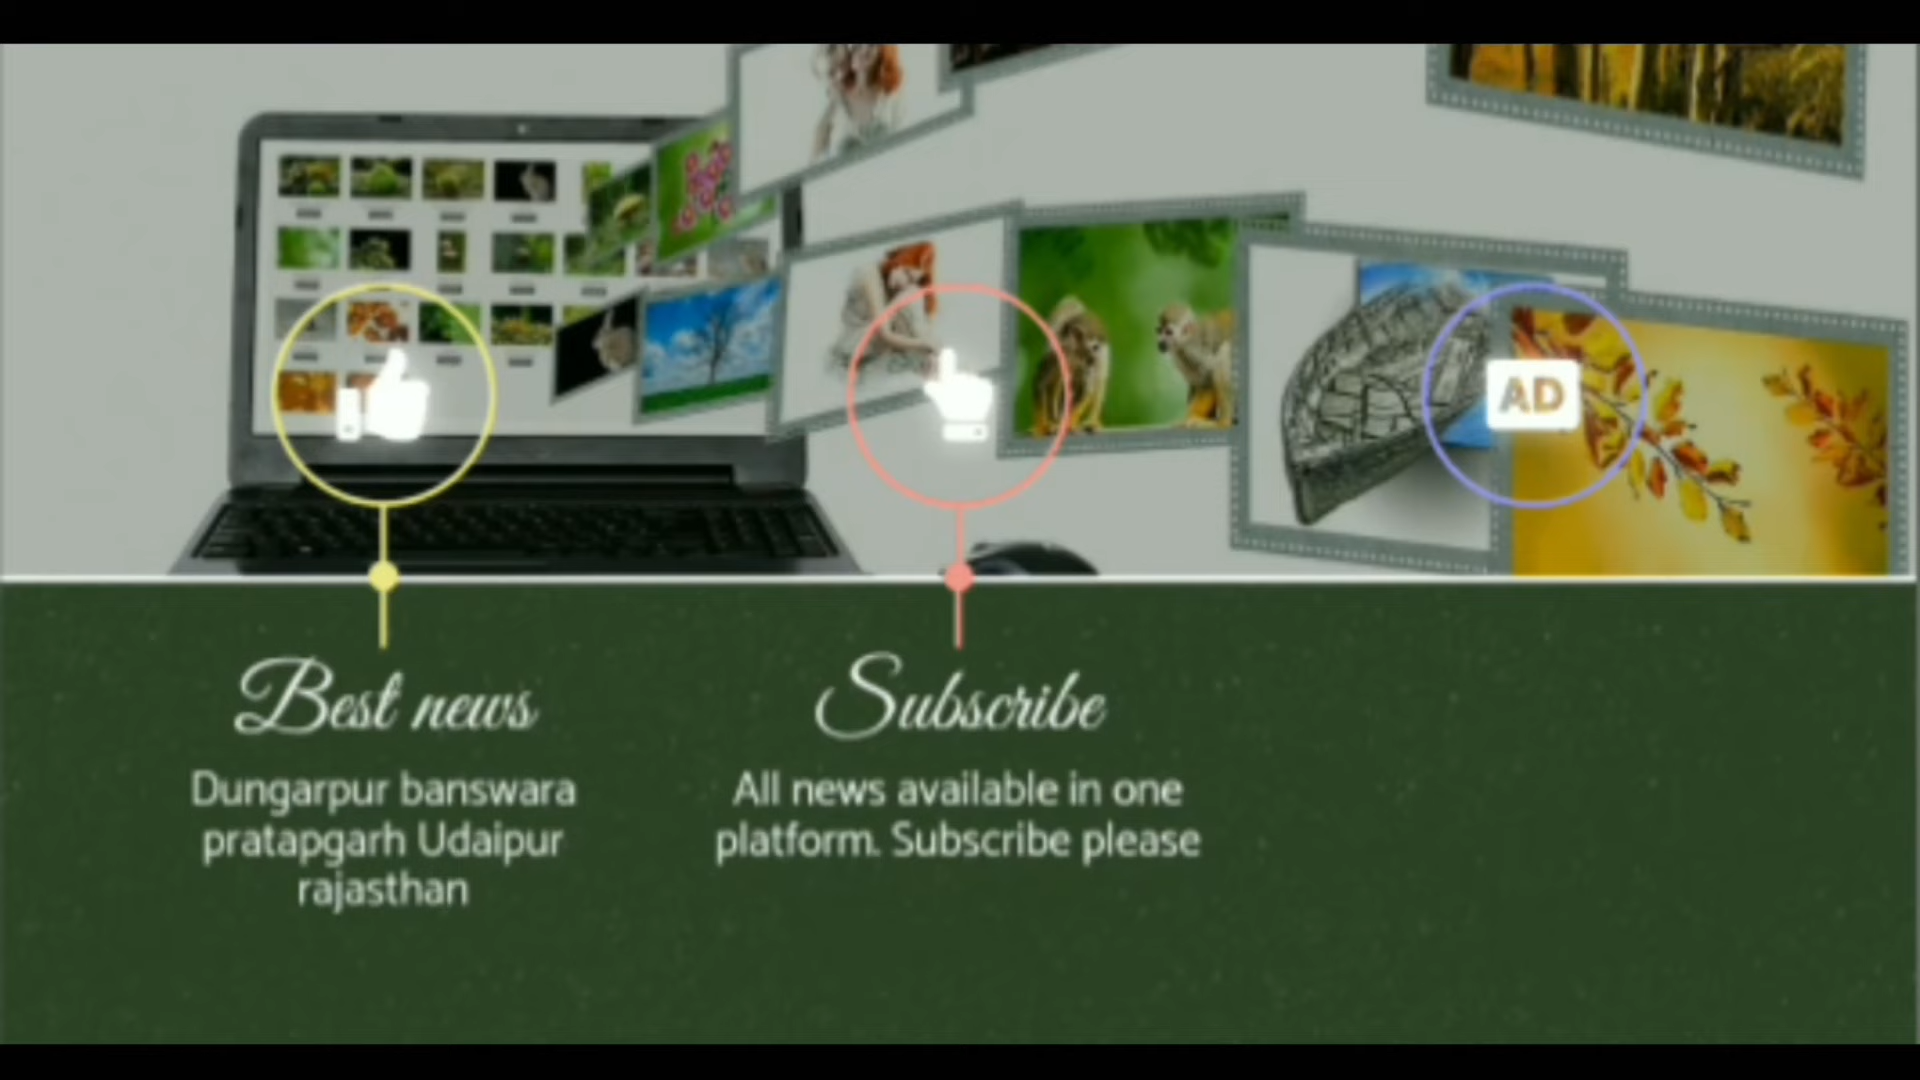 AD
Best news
Dungarpur banswara
pratapgarh Udaipur
rajasthan
Subscribe
All news available in one
platform. Subscribe please